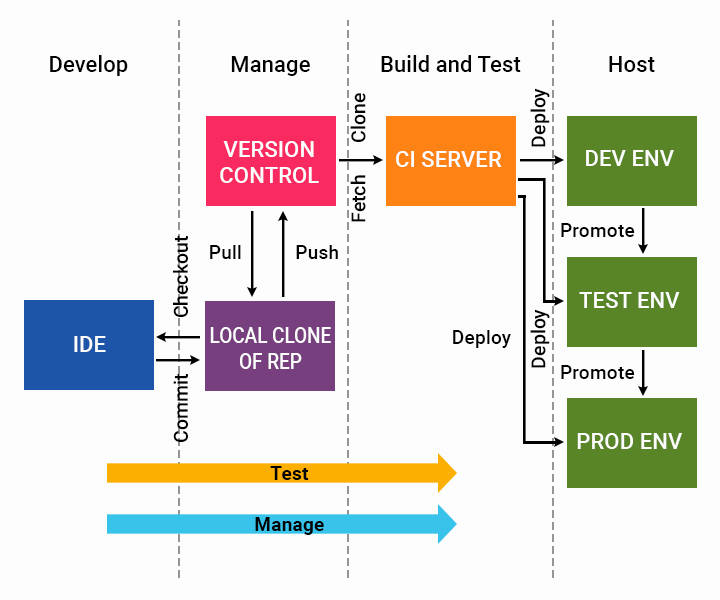 Develop
Manage
Build and Test
Host
VERSION
CONTROL
Clone
Fetch
CI SERVER
Deploy
DEV ENV
Promote
Pull
Push
Checkout
IDE
LOCAL CLONE
OF REP
Commit
Deploy
Deploy
TEST ENV
Promote
PROD ENV
Test
Manage